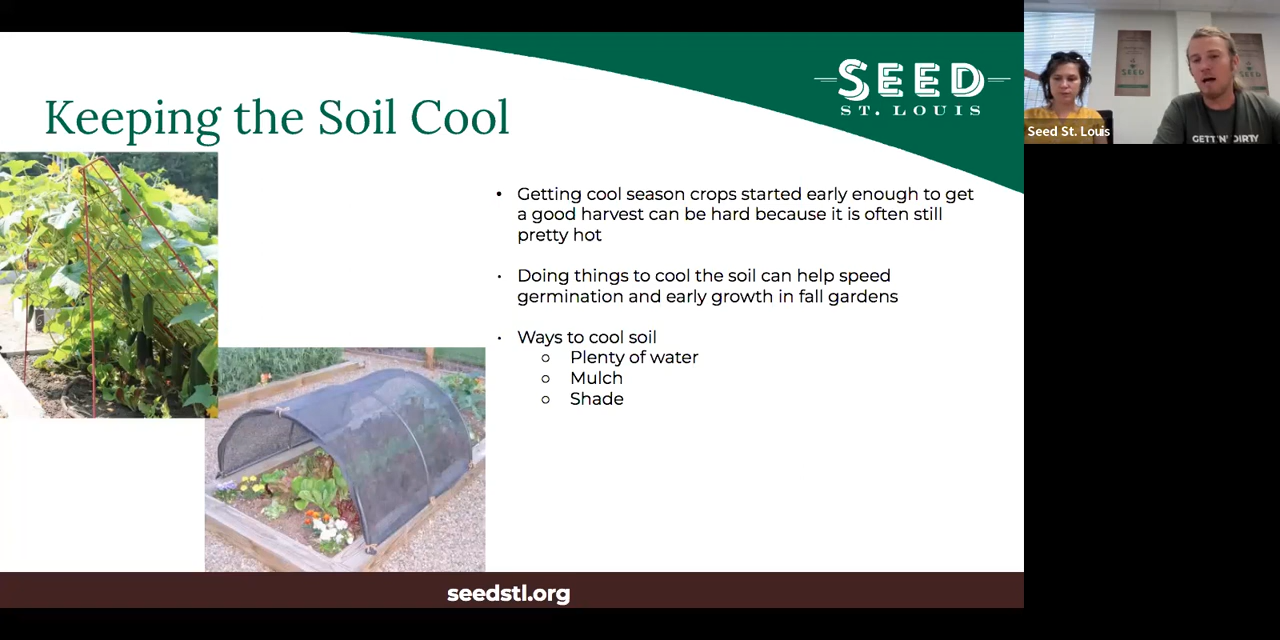 SEED
ST. LOUIS
Keeping the Soil Cool
• Getting cool season crops started early enough to get
a good harvest can be hard because it is often still
pretty hot
• Doing things to cool the soil can help speed
germination and early growth in fall gardens
• Ways to cool soil
○ Plenty of water
○ Mulch
○ Shade
seedstl.org
Seed St. Louis
SEED
GETT'N' DIRTY